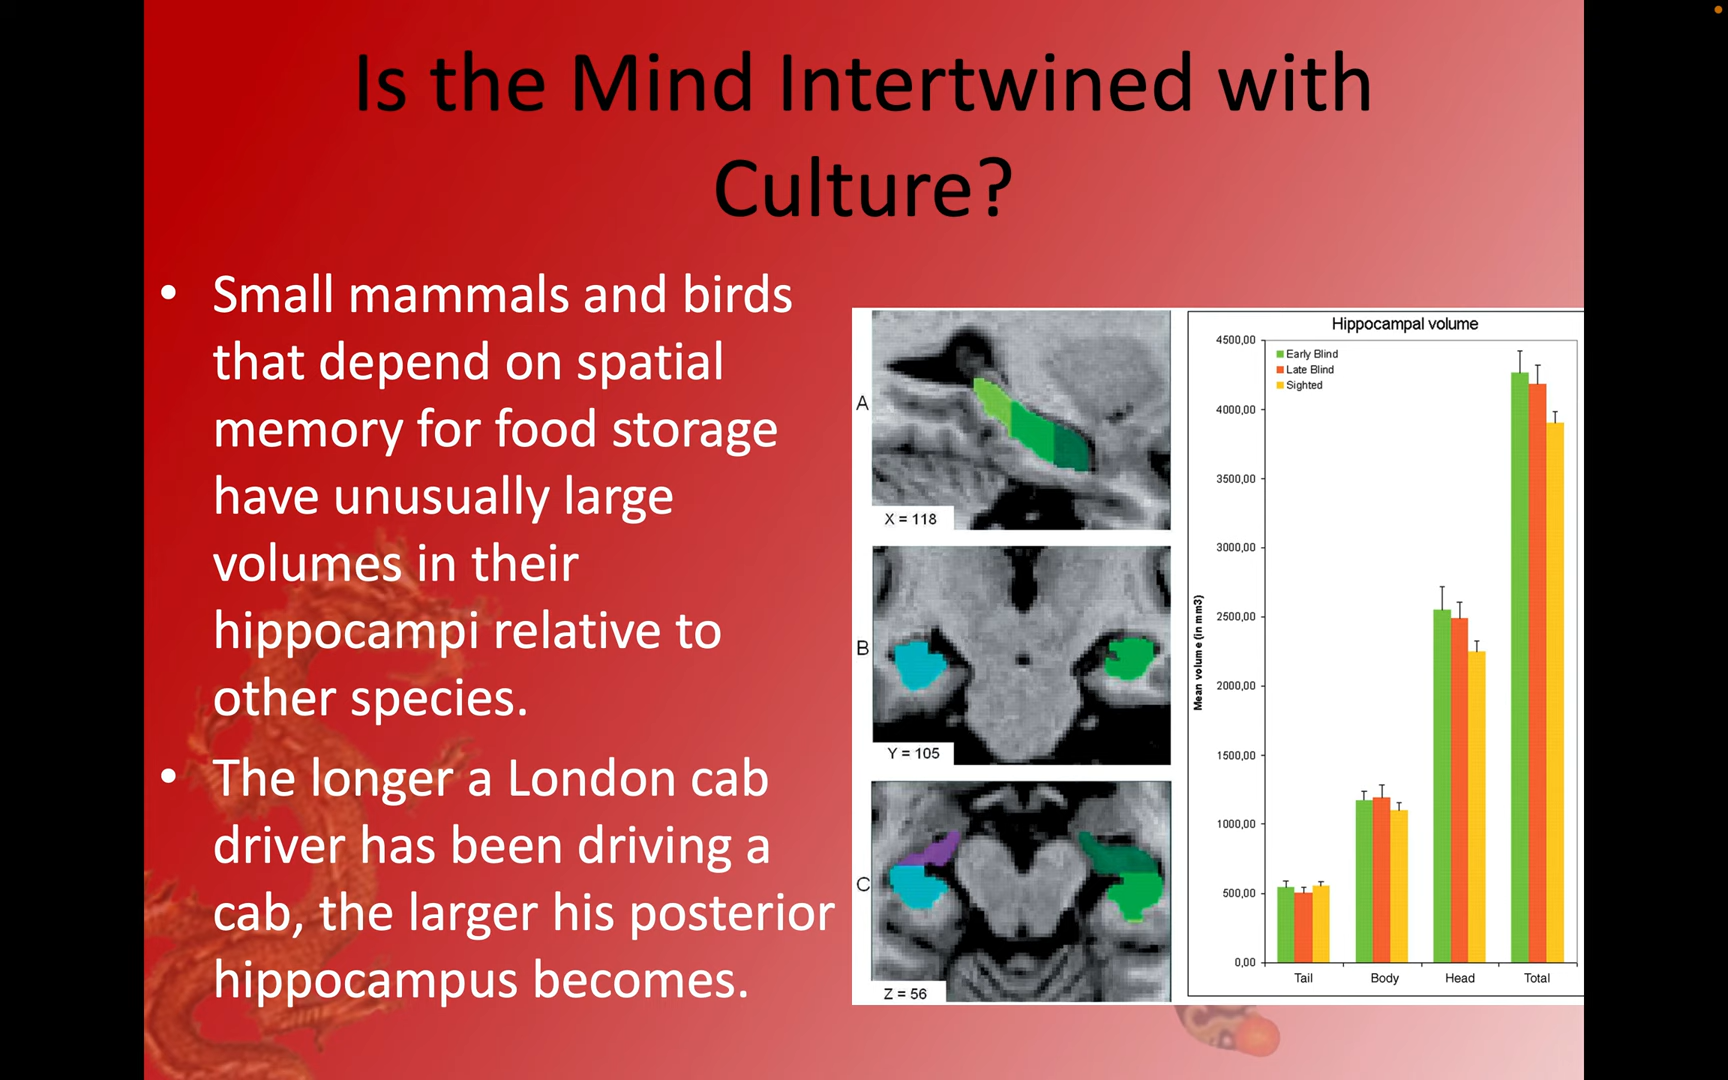 Is the Mind Intertwined with
Culture?
• Small mammals and birds
that depend on spatial
memory for food storage
have unusually large
volumes in their
hippocampi relative to
other species.
• The longer a London cab
driver has been driving a
cab, the larger his posterior
hippocampus becomes.
A
X = 118
B
Y = 105
C
Z = 56
Hippocampal volume
Early Blind
Late Blind
Sighted
Mean volume (in mm3)
4500,00
4000,00
3500,00
3000,00
2500,00
2000,00
1500,00
1000,00
500,00
0,00
Tail Body Head Total